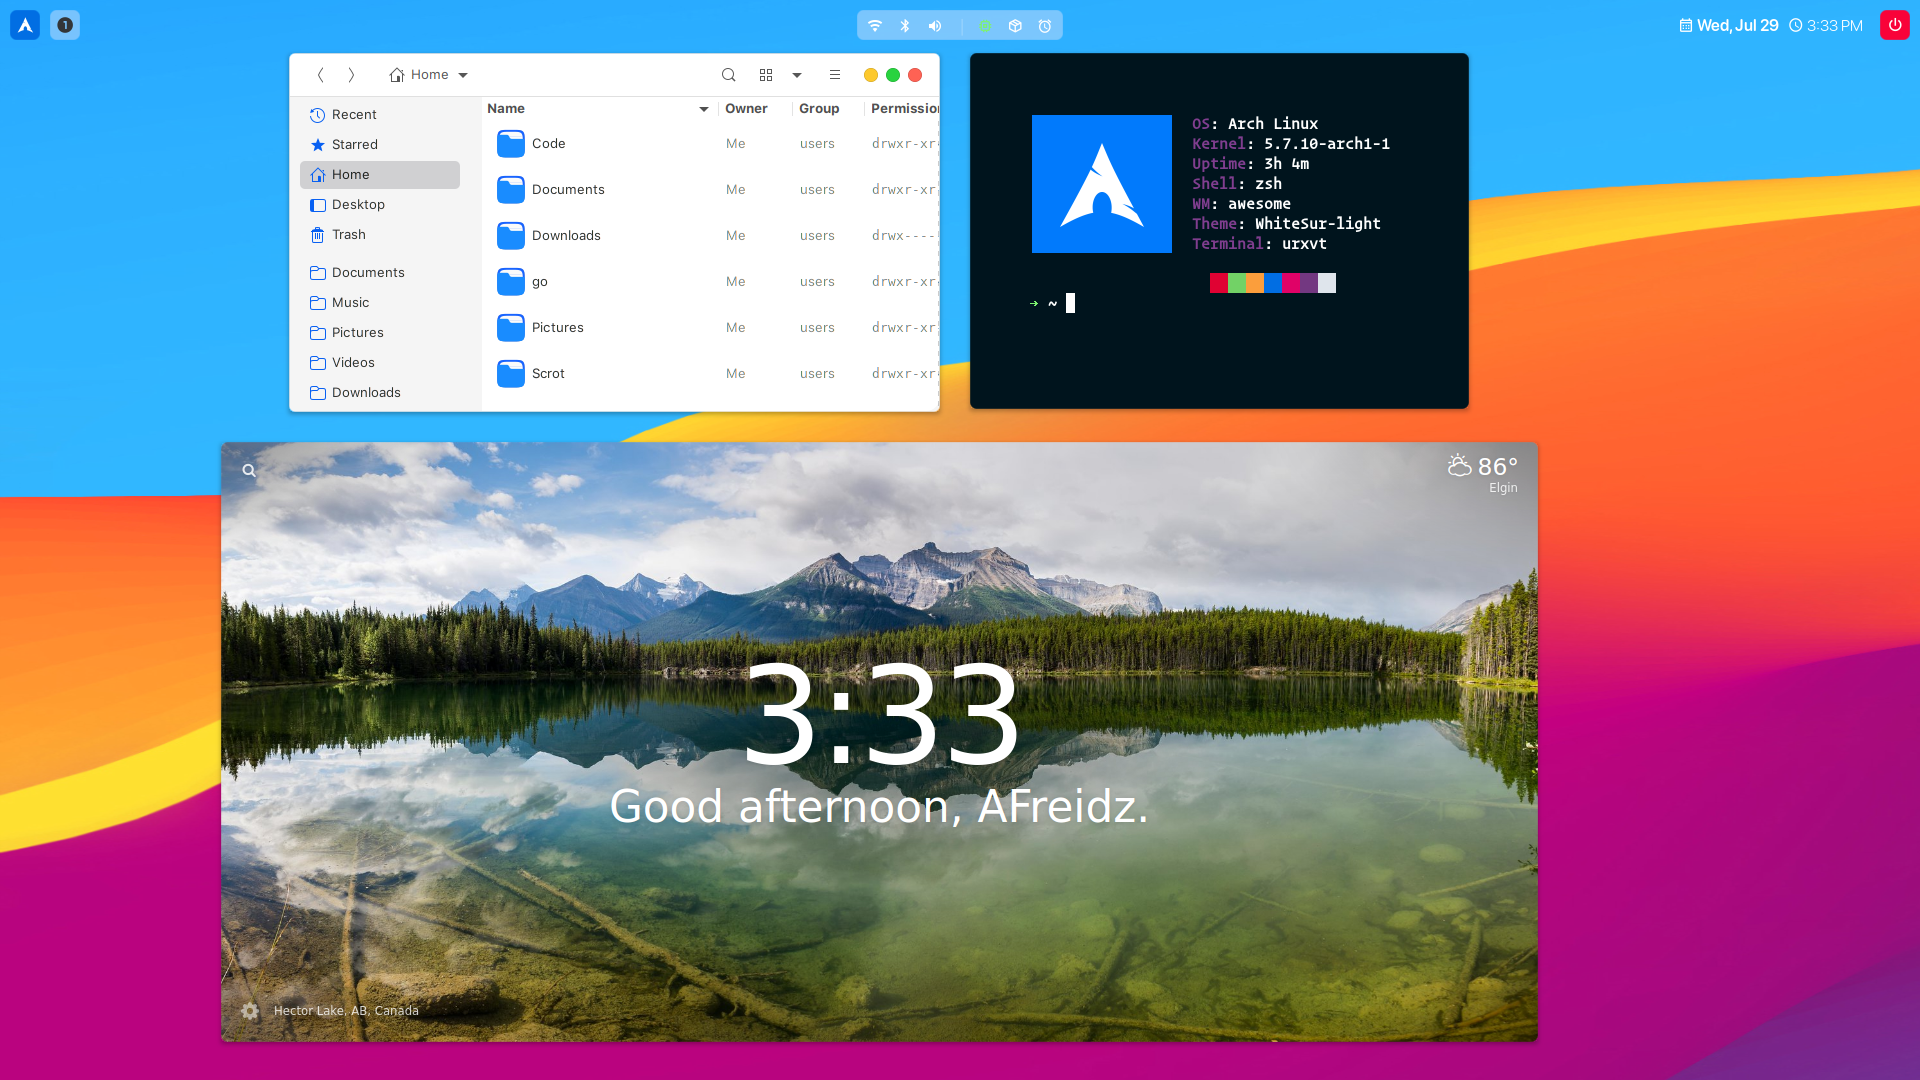 1
Wed, Jul 29 3:33 PM
Home
Recent
Starred
Home
Desktop
Trash
Documents
Music
Pictures
Videos
Downloads
Name Owner Group Permission
Code Me users drwxr-xr-
Documents Me users drwxr-xr-
Downloads Me users drwx----
go Me users drwxr-xr-
Pictures Me users drwxr-xr-
Scrot Me users drwxr-xr-
OS: Arch Linux
Kernel: 5.7.10-arch1-1
Uptime: 3h 4m
Shell: zsh
WM: awesome
Theme: WhiteSur-light
Terminal: urxvt
→ ~
86°
Elgin
3:33
Good afternoon, AFreidz.
Hector Lake, AB, Canada